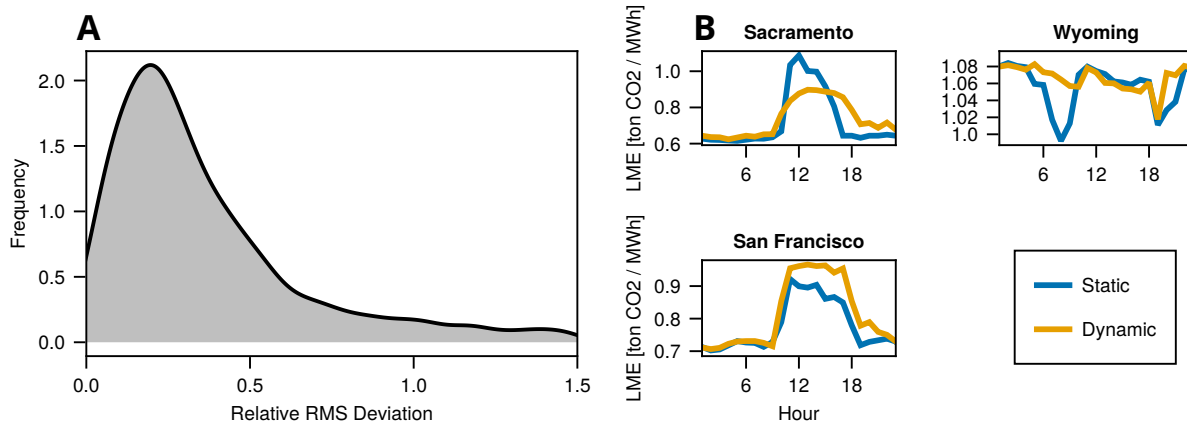 A
Frequency
2.0
1.5
1.0
0.5
0.0
0.0 0.5 1.0 1.5
Relative RMS Deviation
B
Sacramento
LME [ton CO2 / MWh]
1.0
0.8
0.6
6 12 18
Wyoming
1.08
1.06
1.04
1.02
1.0
6 12 18
San Francisco
LME [ton CO2 / MWh]
0.9
0.8
0.7
6 12 18
Hour
Static
Dynamic